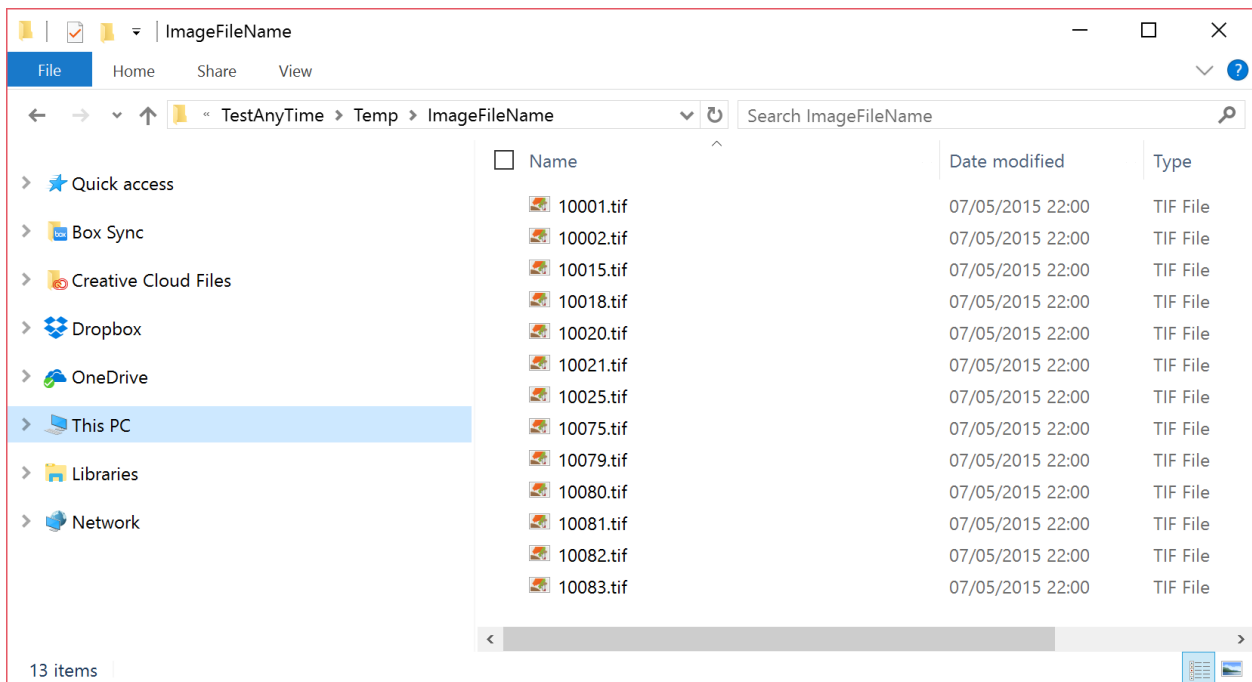 ImageFileName
File Home Share View
« TestAnyTime > Temp > ImageFileName Search ImageFileName
Name Date modified Type
Quick access
Box Sync
Creative Cloud Files
Dropbox
OneDrive
This PC
Libraries
Network
10001.tif 07/05/2015 22:00 TIF File
10002.tif 07/05/2015 22:00 TIF File
10015.tif 07/05/2015 22:00 TIF File
10018.tif 07/05/2015 22:00 TIF File
10020.tif 07/05/2015 22:00 TIF File
10021.tif 07/05/2015 22:00 TIF File
10025.tif 07/05/2015 22:00 TIF File
10075.tif 07/05/2015 22:00 TIF File
10079.tif 07/05/2015 22:00 TIF File
10080.tif 07/05/2015 22:00 TIF File
10081.tif 07/05/2015 22:00 TIF File
10082.tif 07/05/2015 22:00 TIF File
10083.tif 07/05/2015 22:00 TIF File
13 items